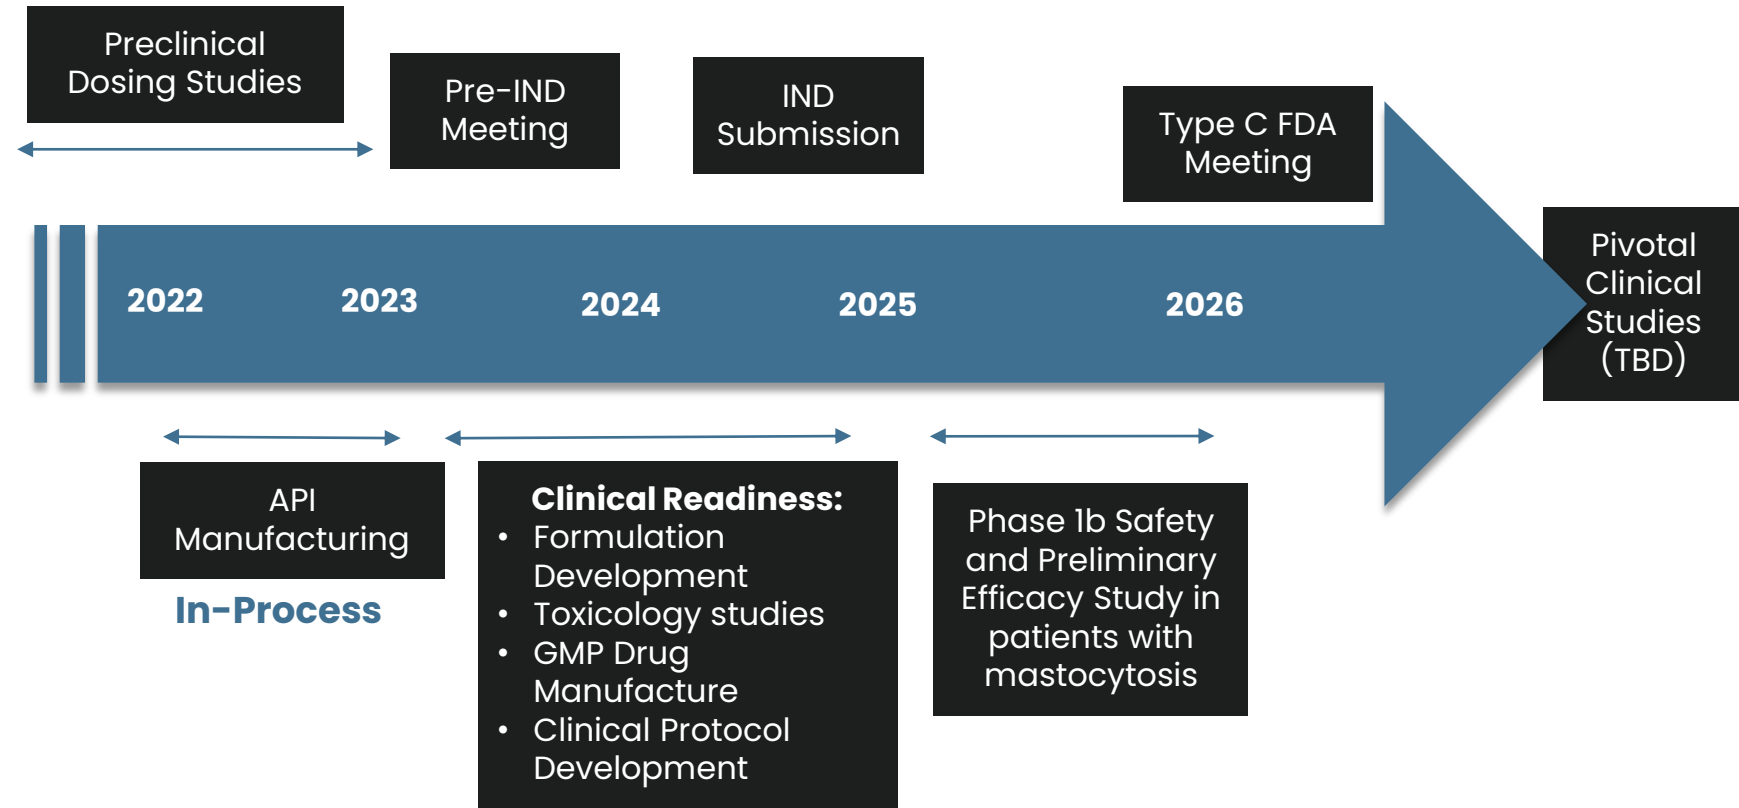 Preclinical
Dosing Studies
Pre-IND
Meeting
IND
Submission
Type C FDA
Meeting
2022
2023
2024
2025
2026
Pivotal
Clinical
Studies
(TBD)
API
Manufacturing
In-Process
Clinical Readiness:
• Formulation
Development
• Toxicology studies
• GMP Drug
Manufacture
• Clinical Protocol
Development
Phase 1b Safety
and Preliminary
Efficacy Study in
patients with
mastocytosis